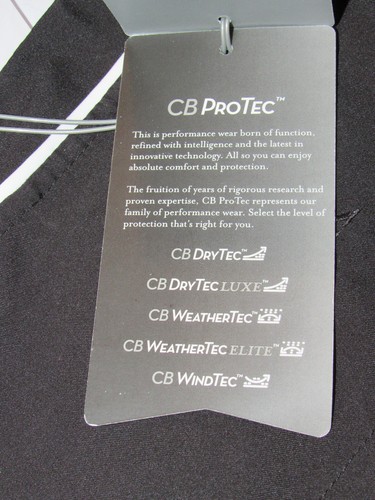 CB PROTEC™
This is performance wear born of function,
refined with intelligence and the latest in
innovative technology. All so you can enjoy
absolute comfort and protection.
The fruition of years of rigorous research and
proven expertise, CB ProTec represents our
family of performance wear. Select the level of
protection that's right for you.
CB DRYTEC™
CB DRYTEC LUXE™
CB WEATHERTEC™
CB WEATHERTEC ELITE™
CB WINDTEC™